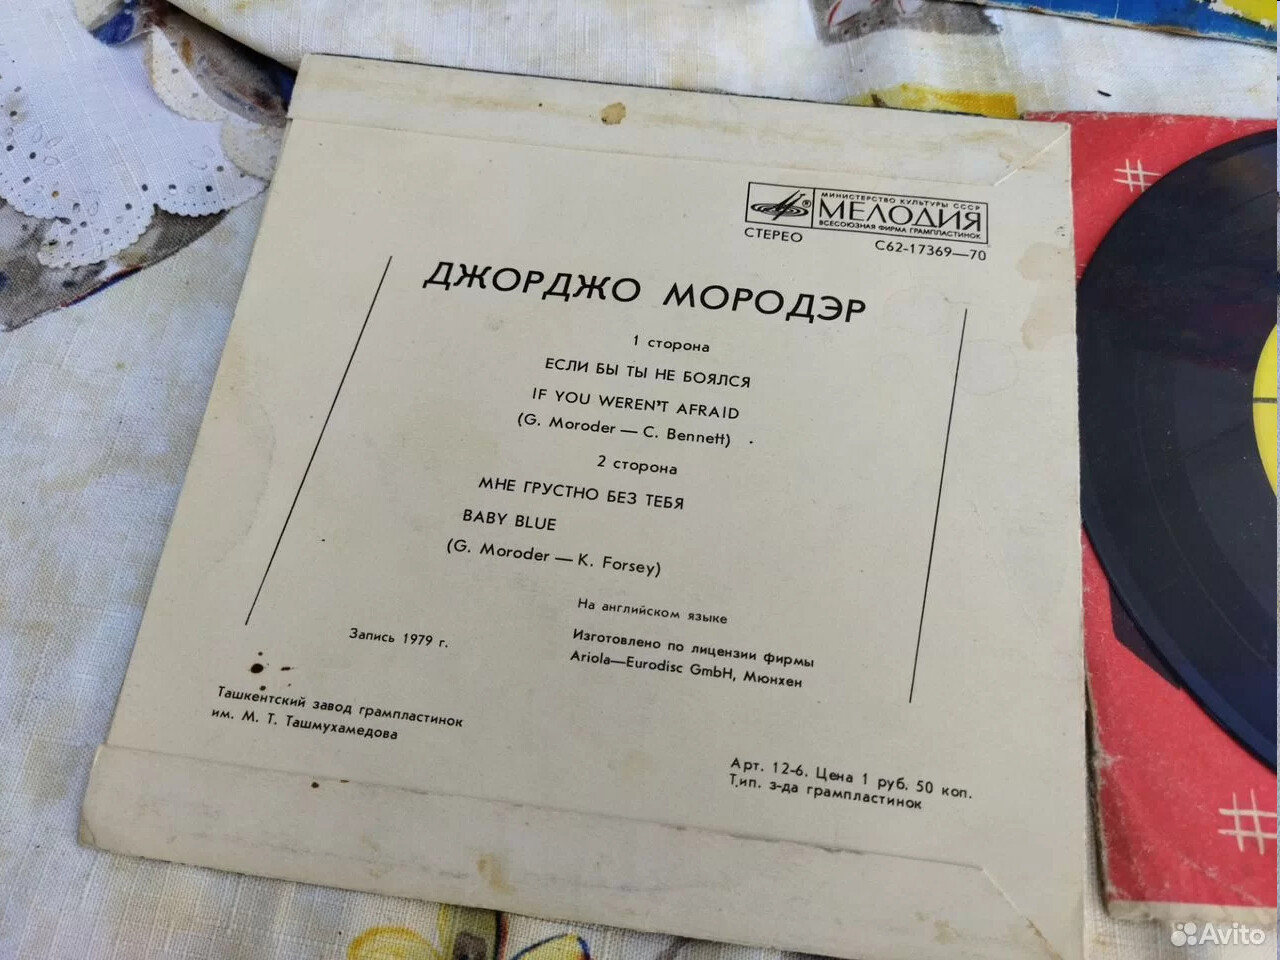 МИНИСТЕРСТВО КУЛЬТУРЫ СССР
МЕЛОДИЯ
ВСЕСОЮЗНАЯ ФИРМА ГРАМПЛАСТИНОК
СТЕРЕО
С62-17369—70
ДЖОРДЖО МОРОДЭР
1 сторона
ЕСЛИ БЫ ТЫ НЕ БОЯЛСЯ
IF YOU WEREN'T AFRAID
(G. Moroder — C. Bennett)
2 сторона
МНЕ ГРУСТНО БЕЗ ТЕБЯ
BABY BLUE
(G. Moroder — K. Forsey)
На английском языке
Запись 1979 г.
Изготовлено по лицензии фирмы
Ariola—Eurodisc GmbH, Мюнхен
Ташкентский завод грампластинок
им. М. Т. Ташмухамедова
Арт. 12-6. Цена 1 руб. 50 коп.
Тип. з-да грампластинок
Avito